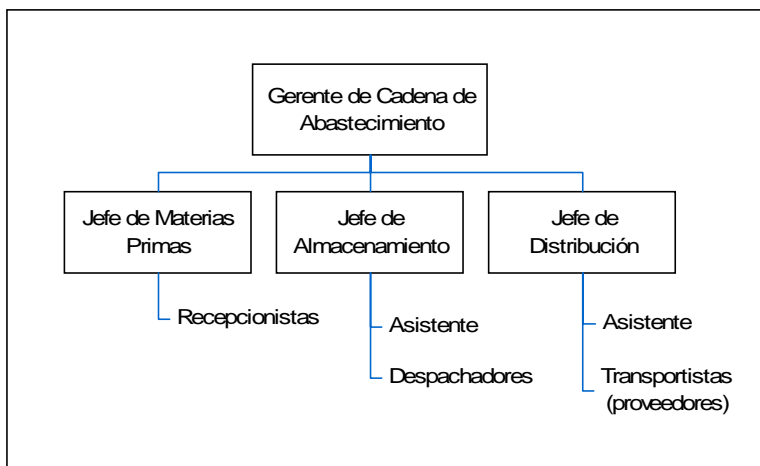 Gerente de Cadena de
Abastecimiento
Jefe de Materias
Primas
Jefe de
Almacenamiento
Jefe de
Distribución
Recepcionistas
Asistente
Despachadores
Asistente
Transportistas
(proveedores)